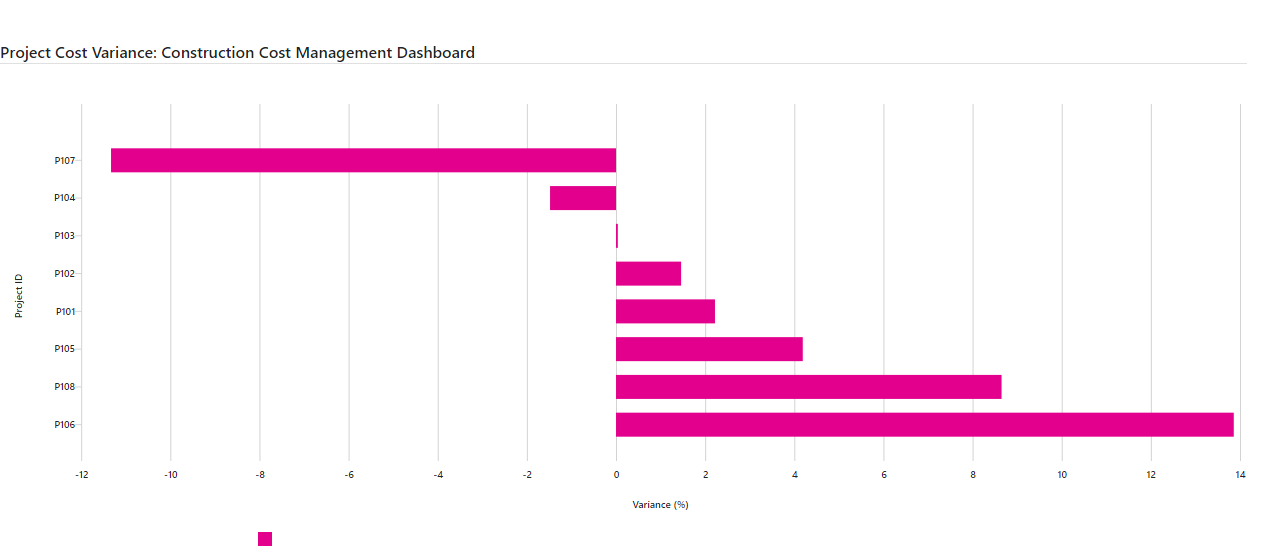 Project Cost Variance: Construction Cost Management Dashboard
P107
P104
P103
P102
P101
P105
P108
P106
Project ID
-12 -10 -8 -6 -4 -2 0 2 4 6 8 10 12 14
Variance (%)